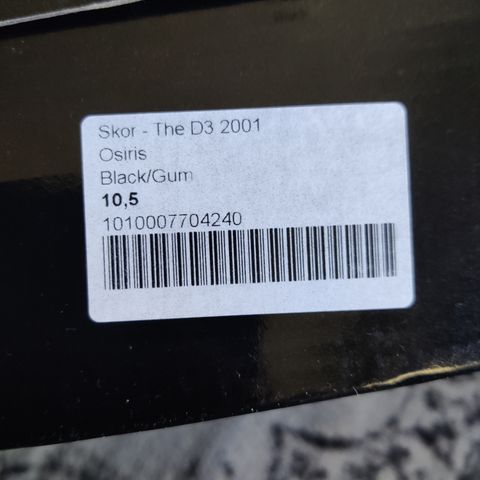 Skor - The D3 2001
Osiris
Black/Gum
10,5
1010007704240